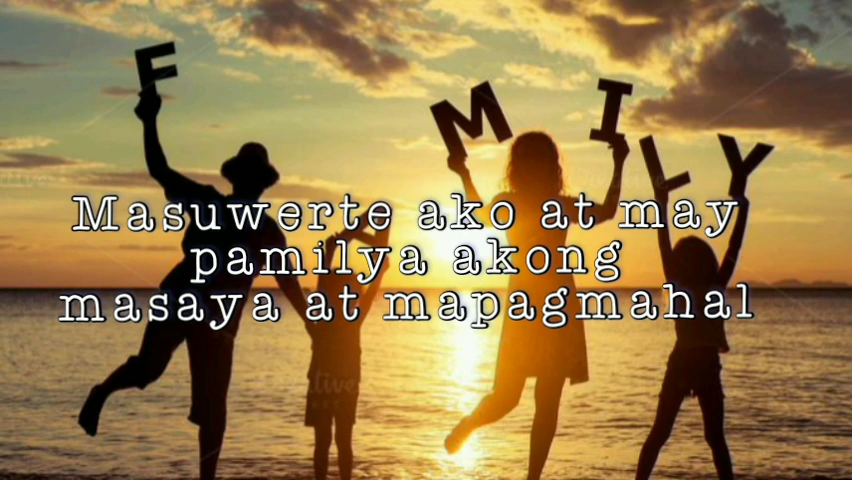 F
M I L Y
Masuwerte ako at may
pamilya akong
masaya at mapagmahal